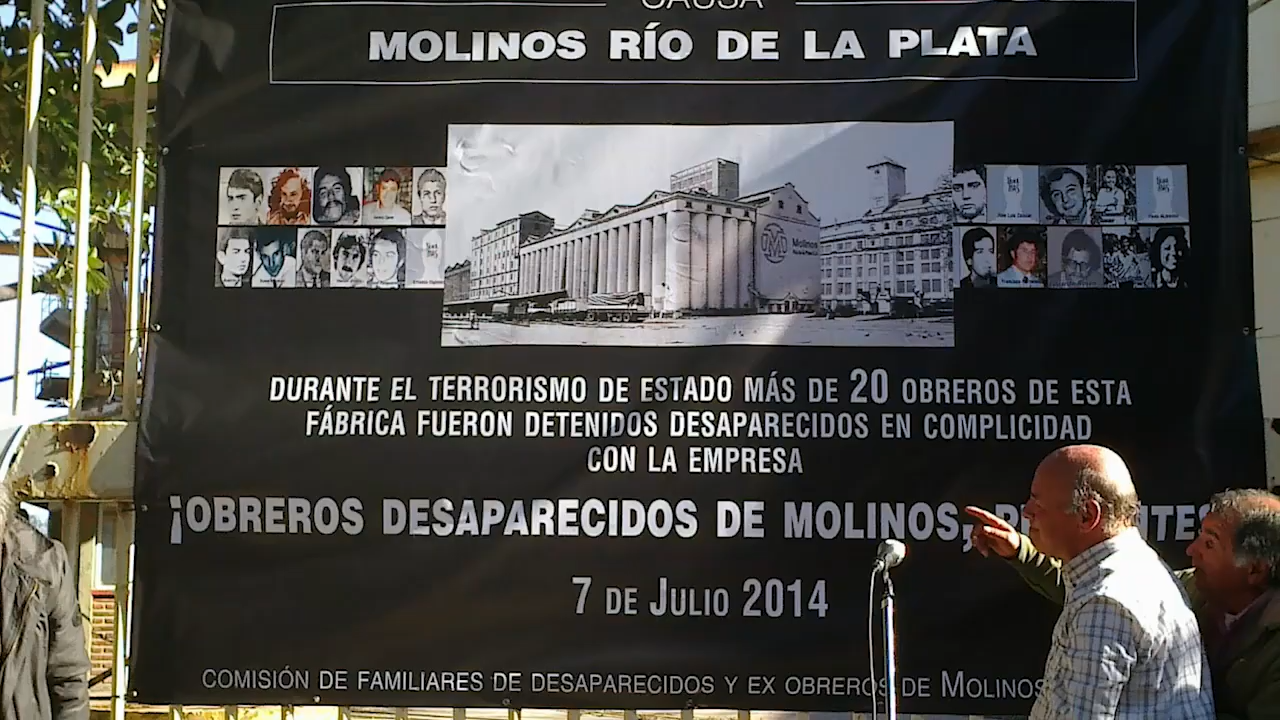 CAUSA
MOLINOS RÍO DE LA PLATA
Molinos
DURANTE EL TERRORISMO DE ESTADO MÁS DE 20 OBREROS DE ESTA
FÁBRICA FUERON DETENIDOS DESAPARECIDOS EN COMPLICIDAD
CON LA EMPRESA
¡OBREROS DESAPARECIDOS DE MOLINOS,
7 DE JULIO 2014
COMISIÓN DE FAMILIARES DE DESAPARECIDOS Y EX OBREROS DE MOLINOS